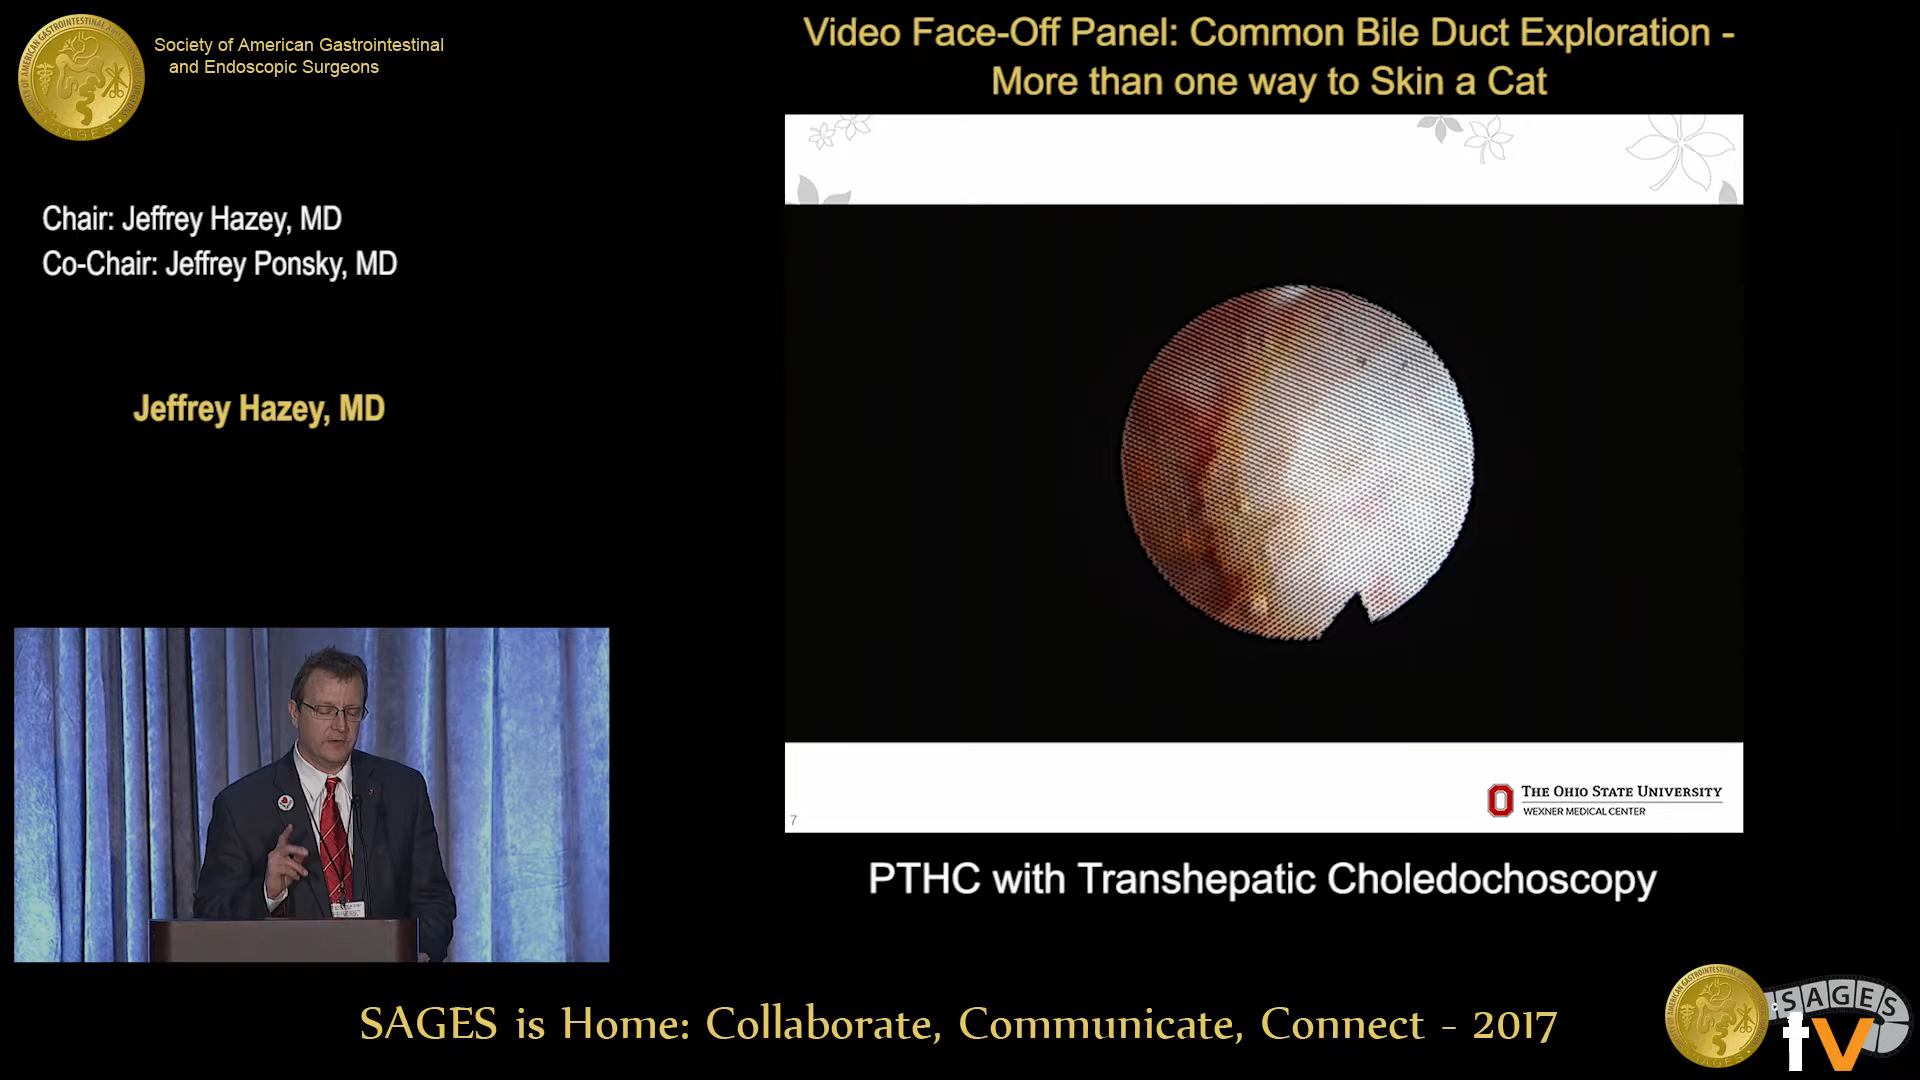 Society of American Gastrointestinal
and Endoscopic Surgeons
Video Face-Off Panel: Common Bile Duct Exploration -
More than one way to Skin a Cat
Chair: Jeffrey Hazey, MD
Co-Chair: Jeffrey Ponsky, MD
Jeffrey Hazey, MD
7
THE OHIO STATE UNIVERSITY
WEXNER MEDICAL CENTER
PTHC with Transhepatic Choledochoscopy
SAGES is Home: Collaborate, Communicate, Connect - 2017
SAGES
tv
SAGES